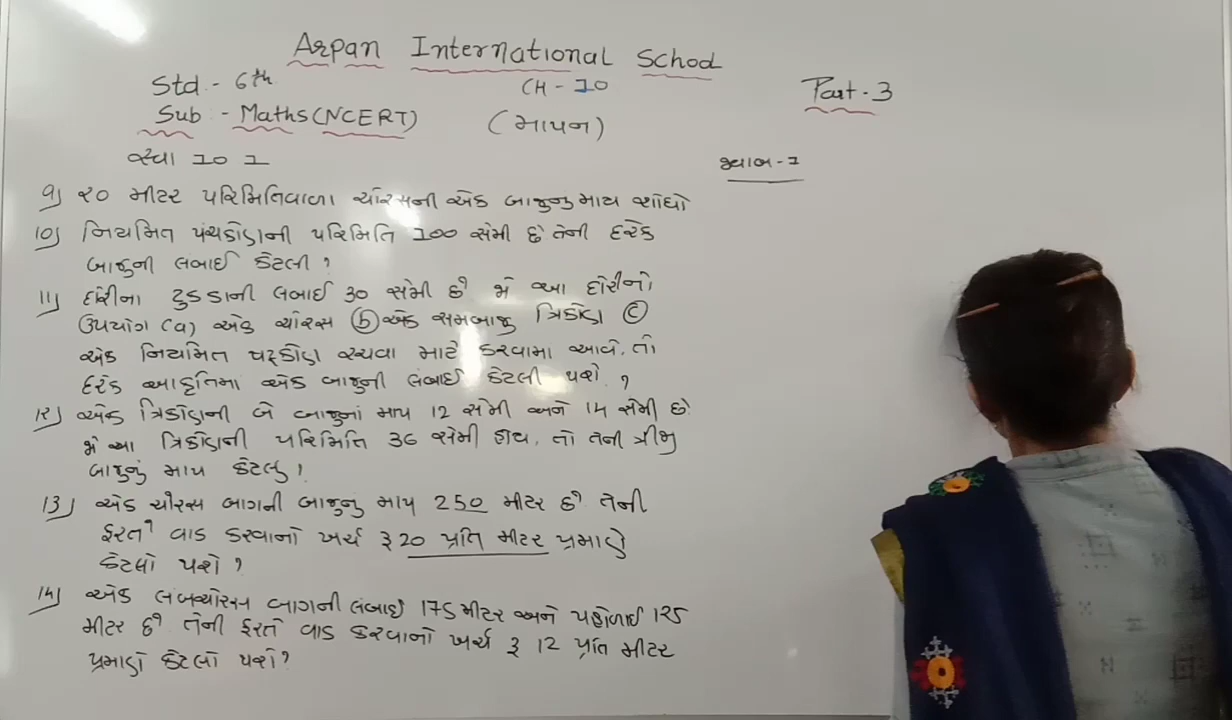 Arpan International School
Std - 6th CH - 10 Part - 3
Sub - Maths (NCERT) (માપન)
સ્વા 10 1 જવાબ - 1
9) 20 મીટર પરિમિતિવાળા ચોરસની એક બાજુનું માપ શોધો
10) નિયમિત પંચકોણની પરિમિતિ 100 સેમી છે તેની દરેક
બાજુની લંબાઈ કેટલી ?
11) દોરીના ટુકડાની લંબાઈ 30 સેમી છે જો આ દોરીનો
ઉપયોગ (a) એક ચોરસ (b) એક સમબાજુ ત્રિકોણ (c)
એક નિયમિત ષટ્કોણ રચવા માટે કરવામા આવે. તો
દરેક આકૃતિમા એક બાજુની લંબાઈ કેટલી થશે ?
12) એક ત્રિકોણની બે બાજુનાં માપ 12 સેમી અને 14 સેમી છે
જો આ ત્રિકોણની પરિમિતિ 36 સેમી હોય. તો તેની ત્રીજી
બાજુનું માપ કેટલુ ?
13) એક ચોરસ બાગની બાજુનું માપ 250 મીટર છે તેની
ફરતે વાડ કરવાનો ખર્ચ રૂ 20 પ્રતિ મીટર પ્રમાણે
કેટલો થશે ?
14) એક લંબચોરસ બાગની લંબાઈ 175 મીટર અને પહોળાઈ 125
મીટર છે તેની ફરતે વાડ કરવાનો ખર્ચ રૂ 12 પ્રતિ મીટર
પ્રમાણે કેટલો થશે ?